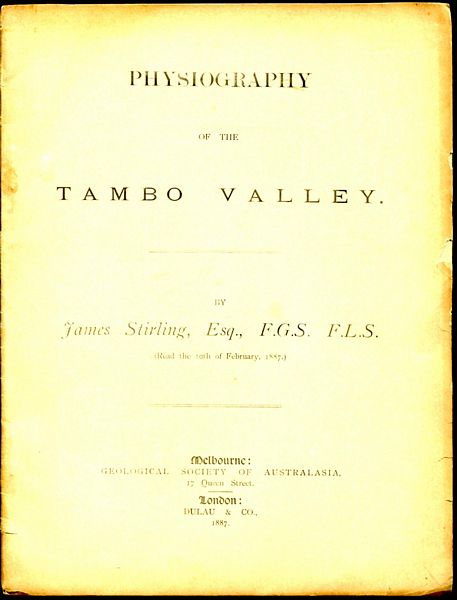 PHYSIOGRAPHY
OF THE
TAMBO VALLEY.
BY
James Stirling, Esq., F.G.S. F.L.S.
(Read the 10th of February, 1887.)
Melbourne:
GEOLOGICAL SOCIETY OF AUSTRALASIA,
17 Queen Street.
London:
DULAU & CO.,
1887.